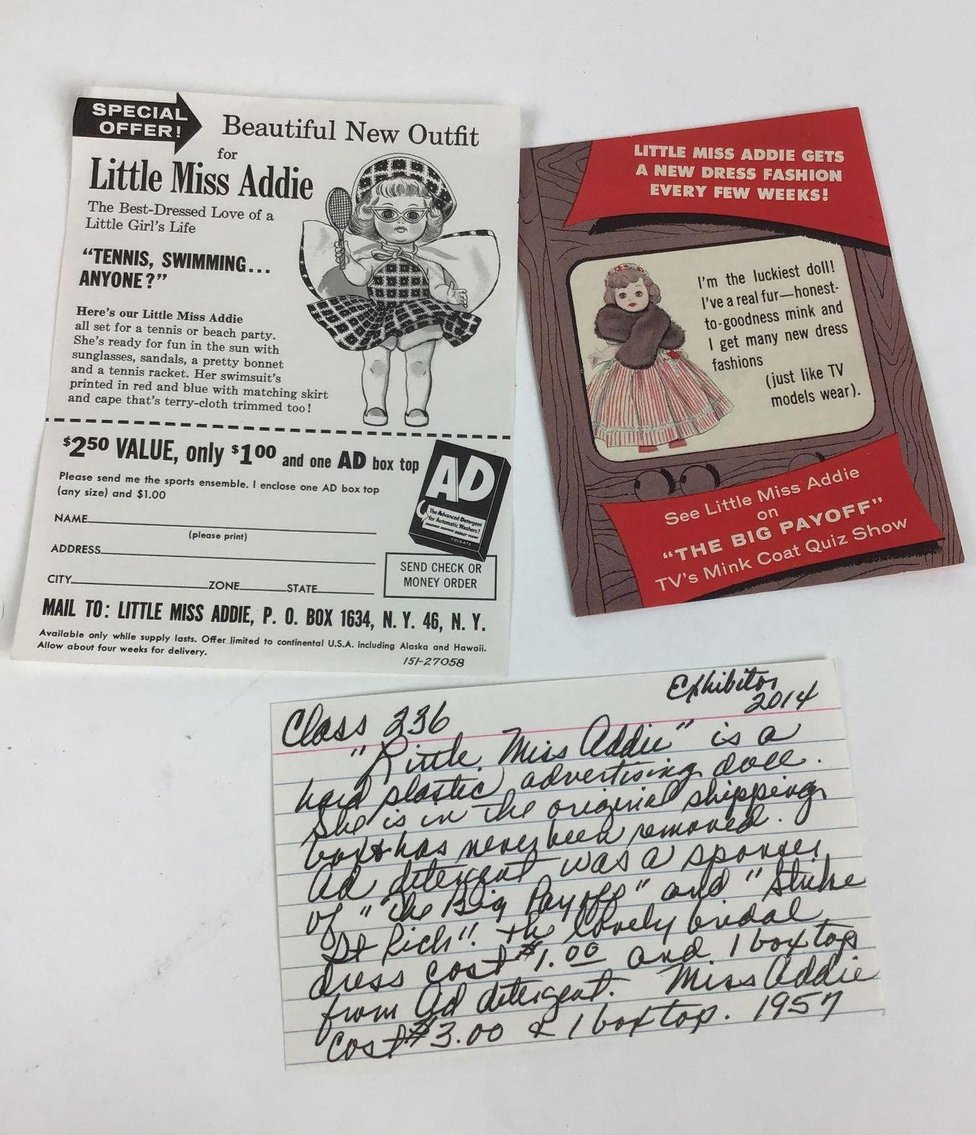 SPECIAL
OFFER!
Beautiful New Outfit
for
Little Miss Addie
The Best-Dressed Love of a
Little Girl's Life
"TENNIS, SWIMMING...
ANYONE?"
Here's our Little Miss Addie
all set for a tennis or beach party.
She's ready for fun in the sun with
sunglasses, sandals, a pretty bonnet
and a tennis racket. Her swimsuit's
printed in red and blue with matching skirt
and cape that's terry-cloth trimmed too!
$2.50 VALUE, only $1.00 and one AD box top
Please send me the sports ensemble. I enclose one AD box top
(any size) and $1.00
NAME
(please print)
ADDRESS
CITY ZONE STATE
AD
The Advanced Detergent
for Automatic Washers!
COLGATE
SEND CHECK OR
MONEY ORDER
MAIL TO: LITTLE MISS ADDIE, P. O. BOX 1634, N. Y. 46, N. Y.
Available only while supply lasts. Offer limited to continental U.S.A. including Alaska and Hawaii.
Allow about four weeks for delivery.
151-27058
LITTLE MISS ADDIE GETS
A NEW DRESS FASHION
EVERY FEW WEEKS!
I'm the luckiest doll!
I've a real fur—honest-
to-goodness mink and
I get many new dress
fashions
(just like TV
models wear).
See Little Miss Addie
on
"THE BIG PAYOFF"
TV's Mink Coat Quiz Show
Exhibitor
2014
Class 236
"Little Miss Addie" is a
hard plastic advertising doll.
She is in the original shipping
box & has never been removed.
Ad detergent was a sponser
of "The Big Payoff" and "Strike
It Rich". The lovely bridal
dress cost $1.00 and 1 box top
from Ad detergent. Miss Addie
cost $3.00 & 1 box top. 1957